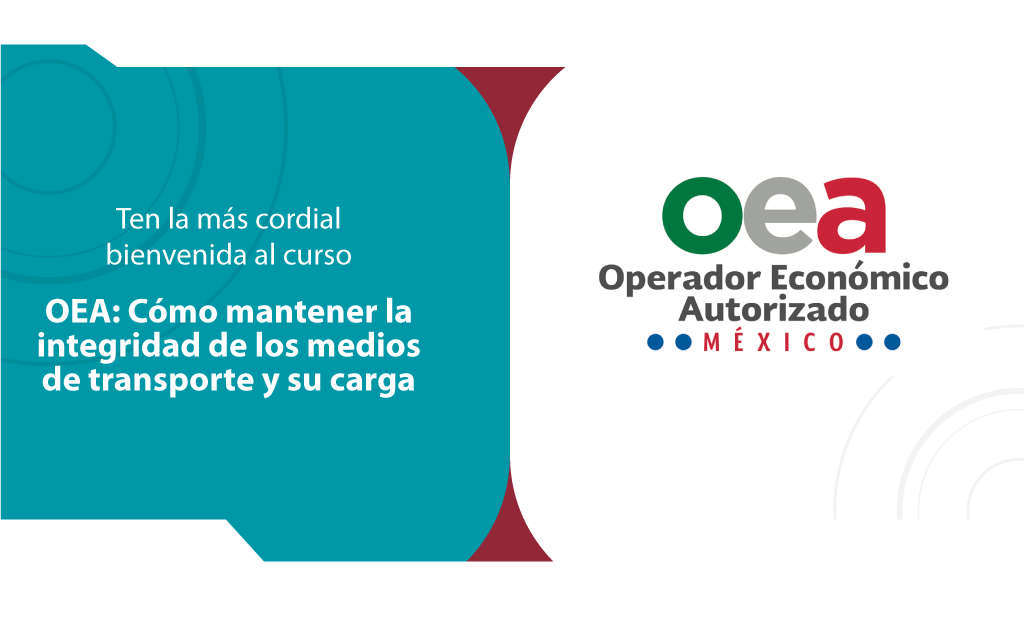 Ten la más cordial
bienvenida al curso
OEA: Cómo mantener la
integridad de los medios
de transporte y su carga
oea
Operador Económico
Autorizado
MÉXICO